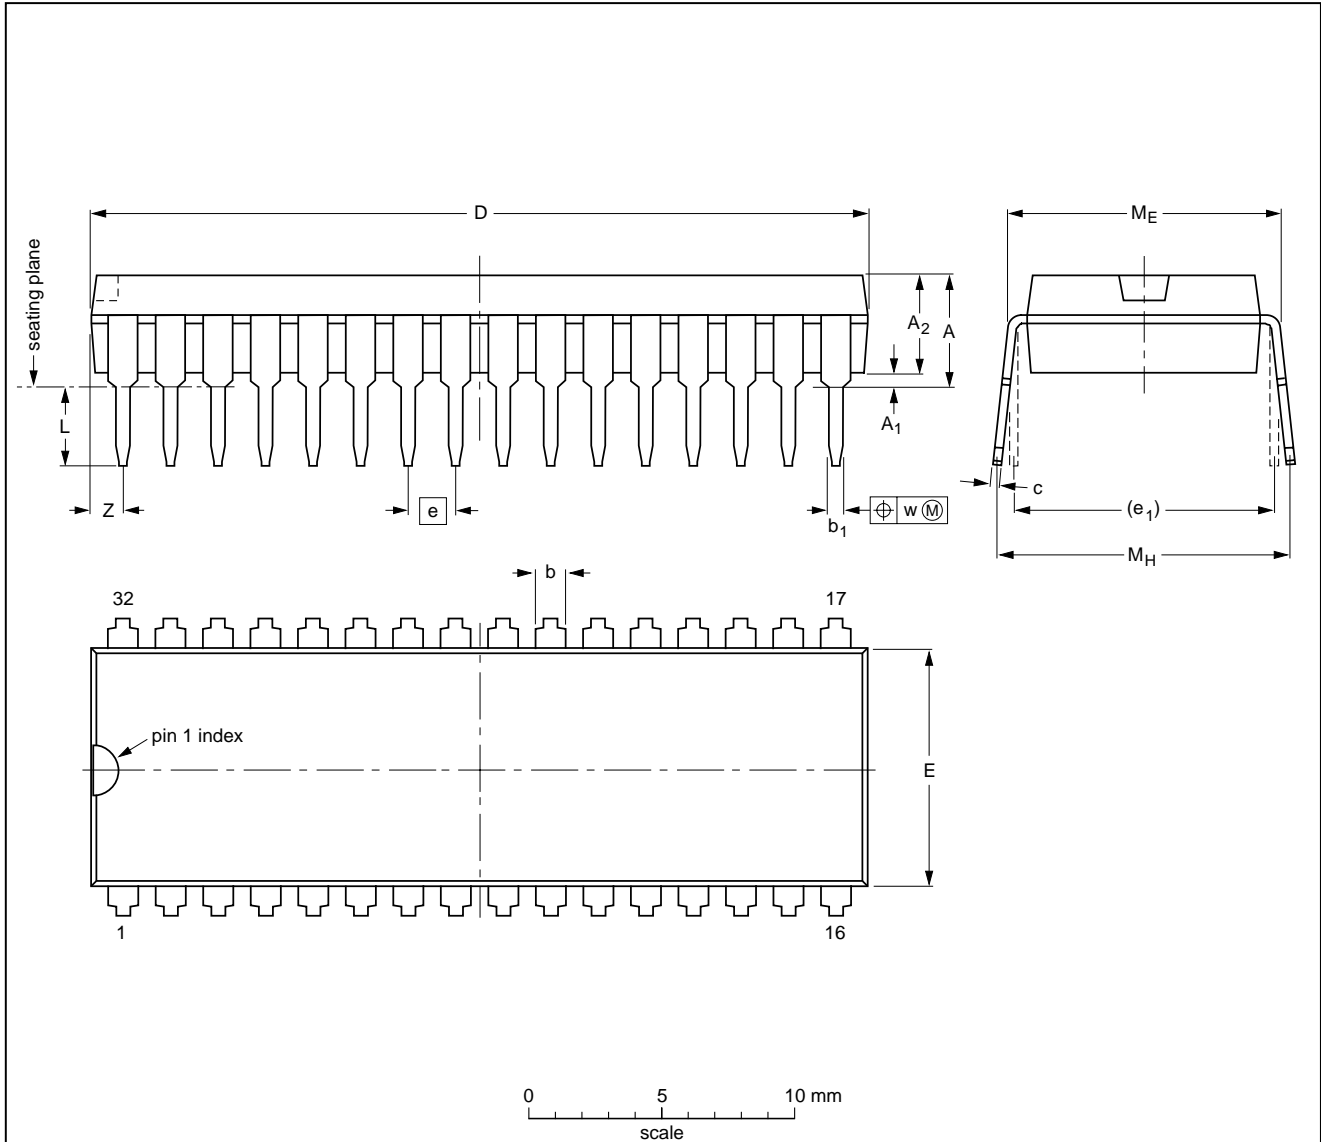 D
M_E
seating plane
A_2
A
L
A_1
Z
e
b_1
w M
c
(e_1)
M_H
b
32
17
pin 1 index
E
1
16
0 5 10 mm
scale